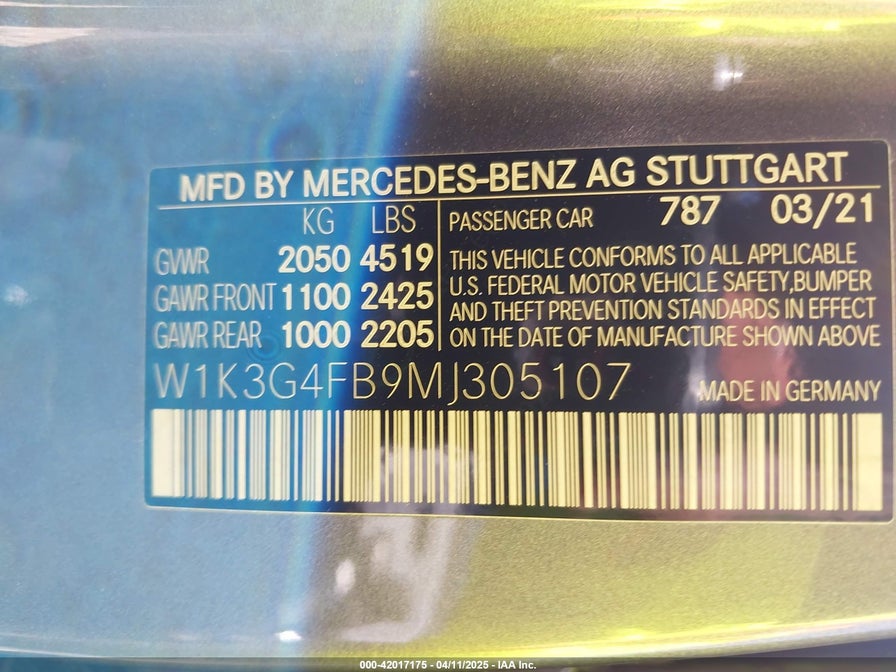 MFD BY MERCEDES-BENZ AG STUTTGART
KG LBS
GVWR 2050 4519
GAWR FRONT 1100 2425
GAWR REAR 1000 2205
PASSENGER CAR 787 03/21
THIS VEHICLE CONFORMS TO ALL APPLICABLE
U.S. FEDERAL MOTOR VEHICLE SAFETY,BUMPER
AND THEFT PREVENTION STANDARDS IN EFFECT
ON THE DATE OF MANUFACTURE SHOWN ABOVE
W1K3G4FB9MJ305107 MADE IN GERMANY
000-42017175 - 04/11/2025 - IAA Inc.